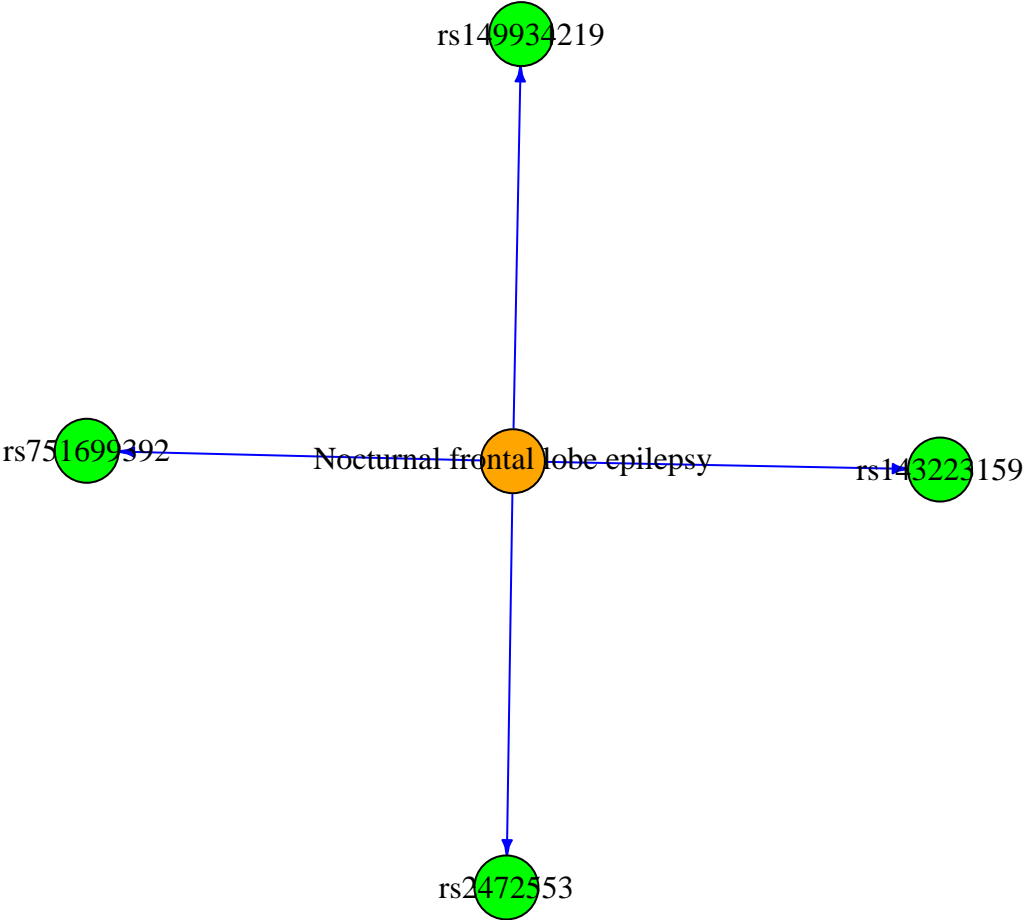 rs149934219
rs751699392
Nocturnal frontal lobe epilepsy
rs143223159
rs2472553